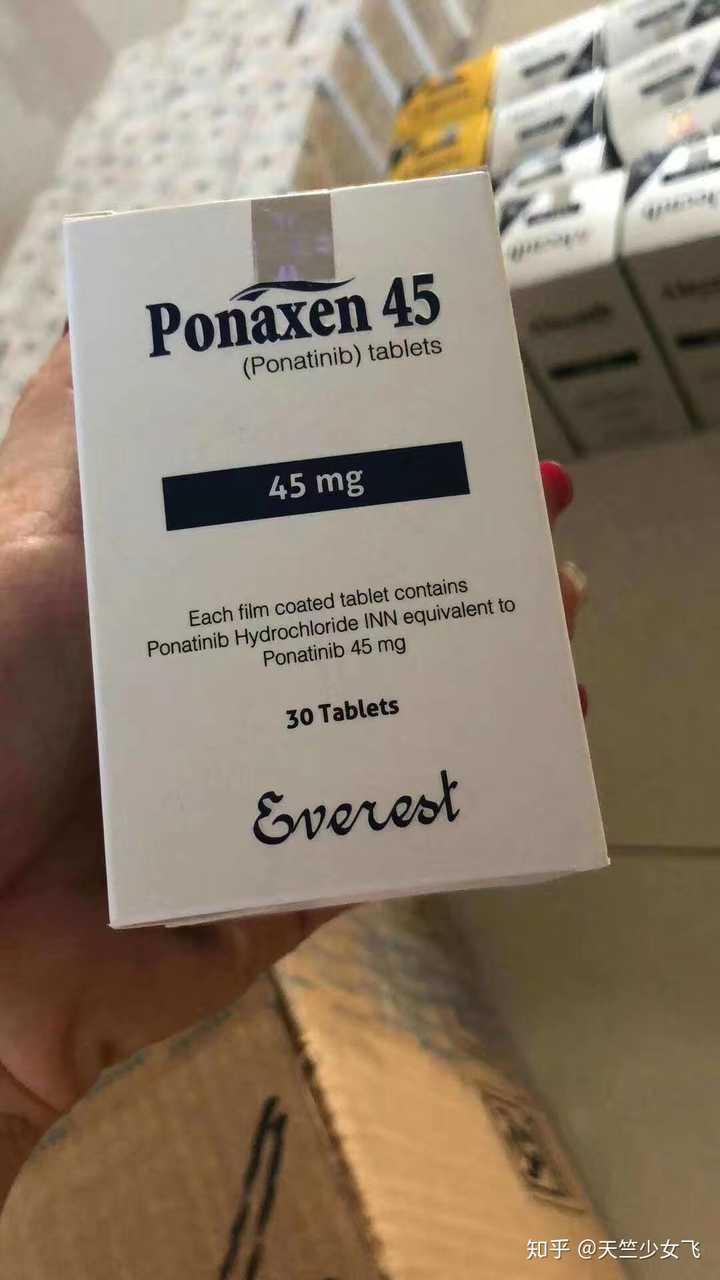 Ponaxen 45
(Ponatinib) tablets
45 mg
Each film coated tablet contains
Ponatinib Hydrochloride INN equivalent to
Ponatinib 45 mg
30 Tablets
Everest
知乎 @天竺少女飞